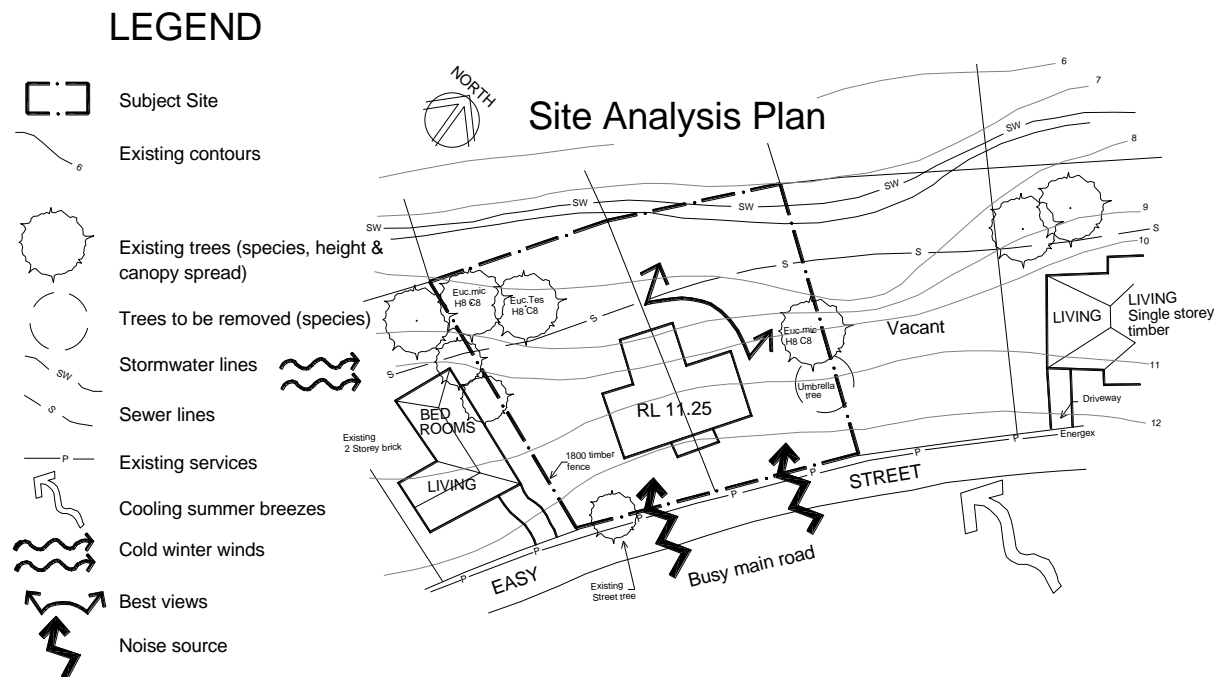 LEGEND
Subject Site
Existing contours
6
Existing trees (species, height &
canopy spread)
Trees to be removed (species)
Stormwater lines
SW
Sewer lines
S
Existing services
P
Cooling summer breezes
Cold winter winds
Best views
Noise source
NORTH
Site Analysis Plan
6
7
8
9
10
11
12
SW
SW
SW
SW
SW
S
S
S
S
S
Euc.mic
H8 C8
Euc.Tes
H8 C8
Euc.mic
H8 C8
Umbrella
tree
Vacant
LIVING
LIVING
Single storey
timber
Driveway
Energex
RL 11.25
BED
ROOMS
Existing
2 Storey brick
LIVING
1800 timber
fence
P
P
P
P
P
P
P
EASY
STREET
Existing
Street tree
Busy main road